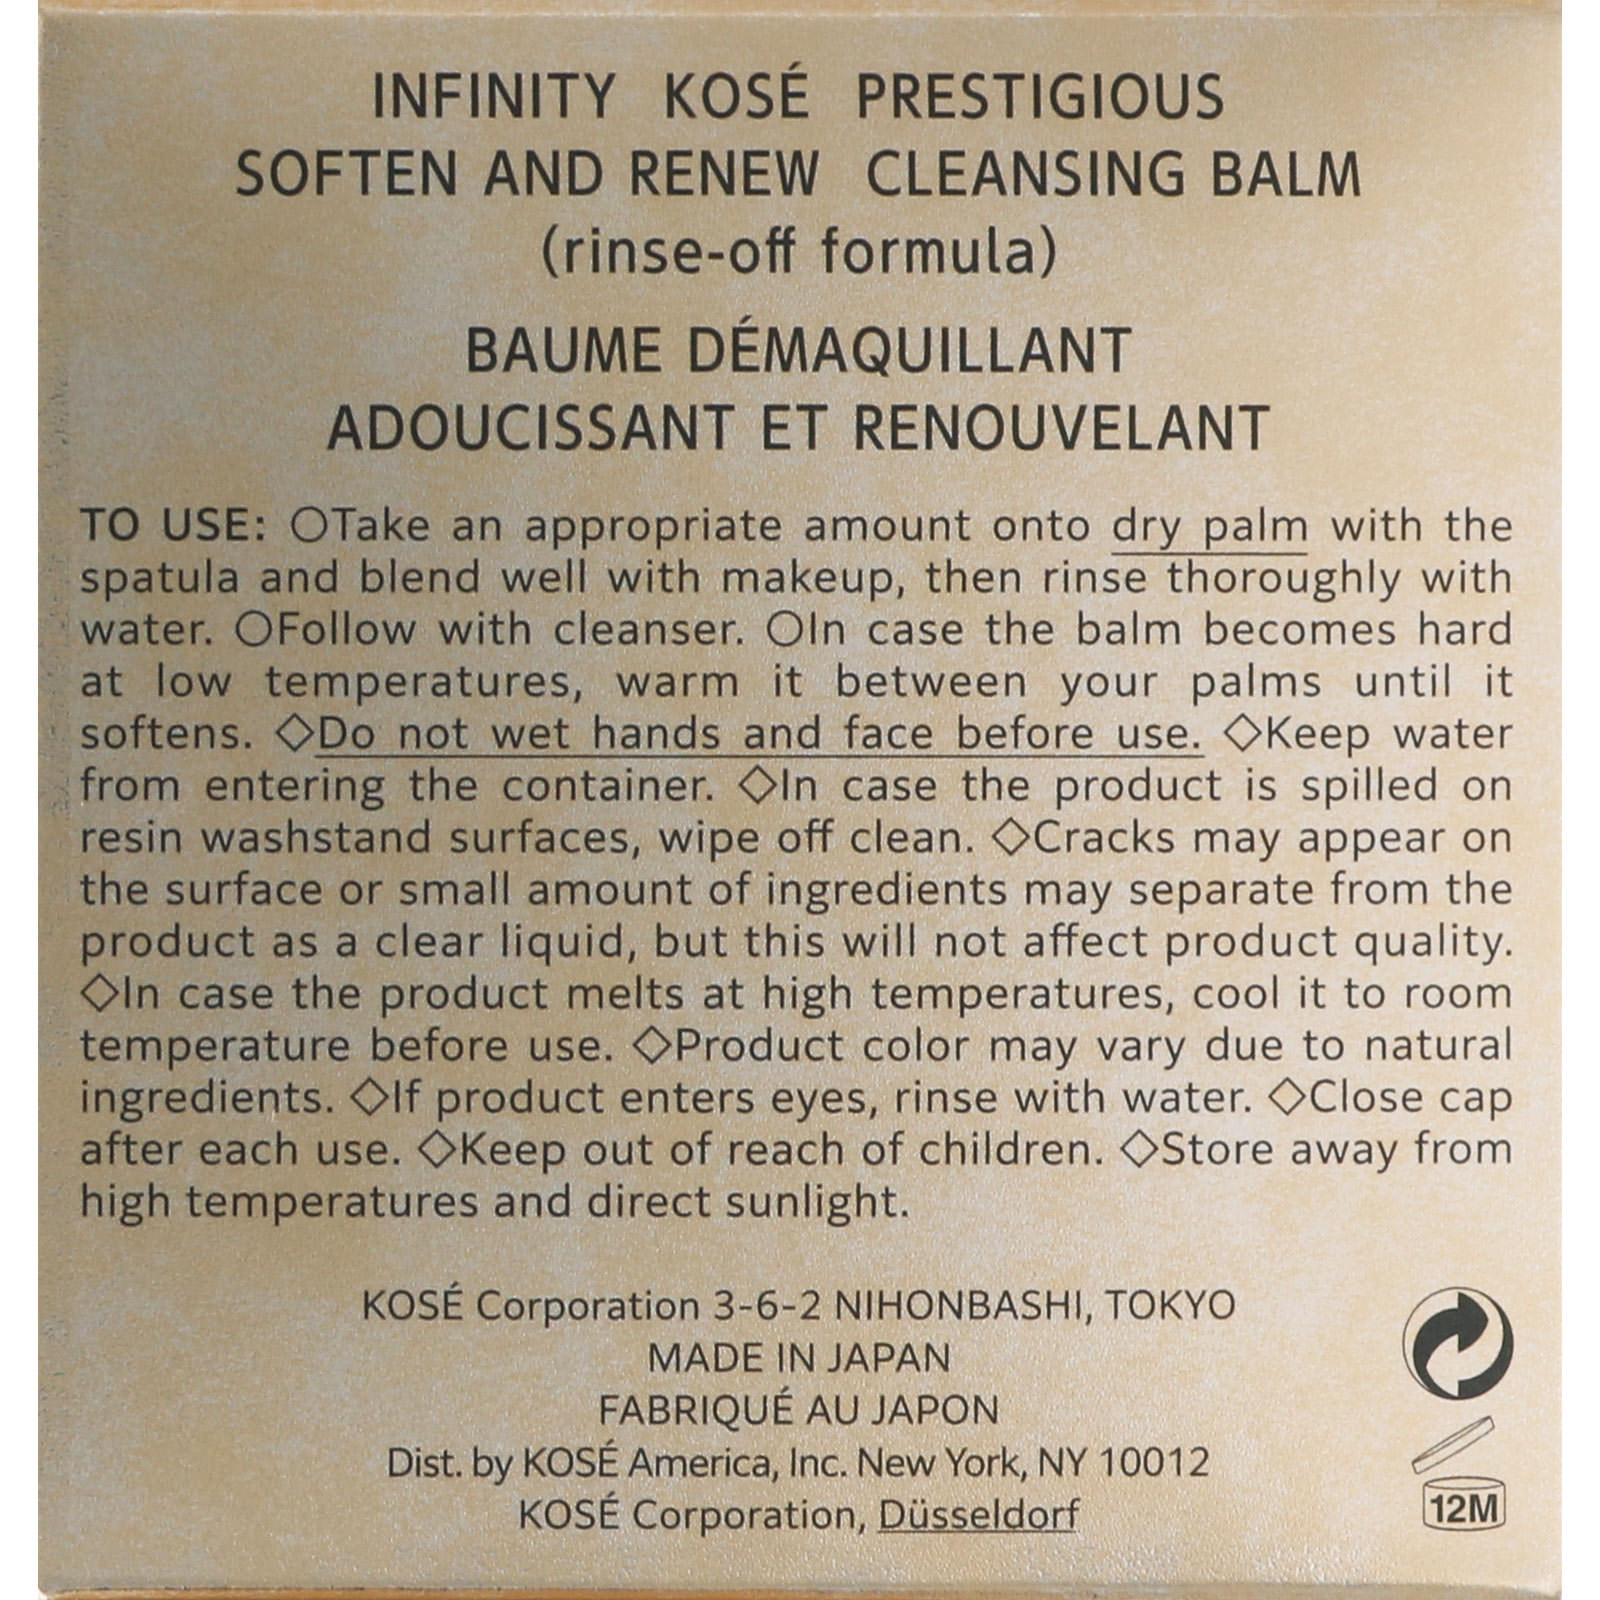 INFINITY KOSÉ PRESTIGIOUS
SOFTEN AND RENEW CLEANSING BALM
(rinse-off formula)
BAUME DÉMAQUILLANT
ADOUCISSANT ET RENOUVELANT
TO USE: ○Take an appropriate amount onto dry palm with the
spatula and blend well with makeup, then rinse thoroughly with
water. ○Follow with cleanser. ○In case the balm becomes hard
at low temperatures, warm it between your palms until it
softens. ◇Do not wet hands and face before use. ◇Keep water
from entering the container. ◇In case the product is spilled on
resin washstand surfaces, wipe off clean. ◇Cracks may appear on
the surface or small amount of ingredients may separate from the
product as a clear liquid, but this will not affect product quality.
◇In case the product melts at high temperatures, cool it to room
temperature before use. ◇Product color may vary due to natural
ingredients. ◇If product enters eyes, rinse with water. ◇Close cap
after each use. ◇Keep out of reach of children. ◇Store away from
high temperatures and direct sunlight.
KOSÉ Corporation 3-6-2 NIHONBASHI, TOKYO
MADE IN JAPAN
FABRIQUÉ AU JAPON
Dist. by KOSÉ America, Inc. New York, NY 10012
KOSÉ Corporation, Düsseldorf
12M